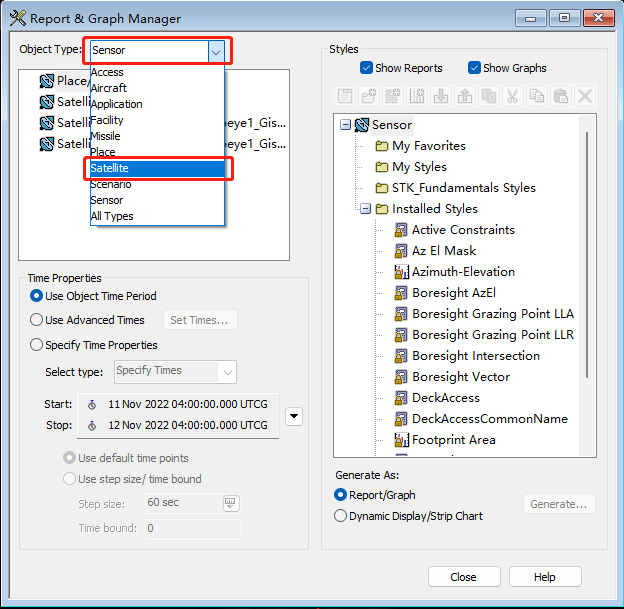 Report & Graph Manager
Object Type:
Sensor
Access
Aircraft
Application
Facility
Missile
Place
Satellite
Scenario
Sensor
All Types
Place/
Satell
Satell
eye1_Gis...
Satell
eye1_Gis...
Time Properties
Use Object Time Period
Use Advanced Times
Set Times...
Specify Time Properties
Select type:
Specify Times
Start:
11 Nov 2022 04:00:00.000 UTCG
Stop:
12 Nov 2022 04:00:00.000 UTCG
Use default time points
Use step size/ time bound
Step size:
60 sec
Time bound:
0
Styles
Show Reports
Show Graphs
Sensor
My Favorites
My Styles
STK_Fundamentals Styles
Installed Styles
Active Constraints
Az El Mask
Azimuth-Elevation
Boresight AzEl
Boresight Grazing Point LLA
Boresight Grazing Point LLR
Boresight Intersection
Boresight Vector
DeckAccess
DeckAccessCommonName
Footprint Area
Generate As:
Report/Graph
Dynamic Display/Strip Chart
Generate...
Close
Help